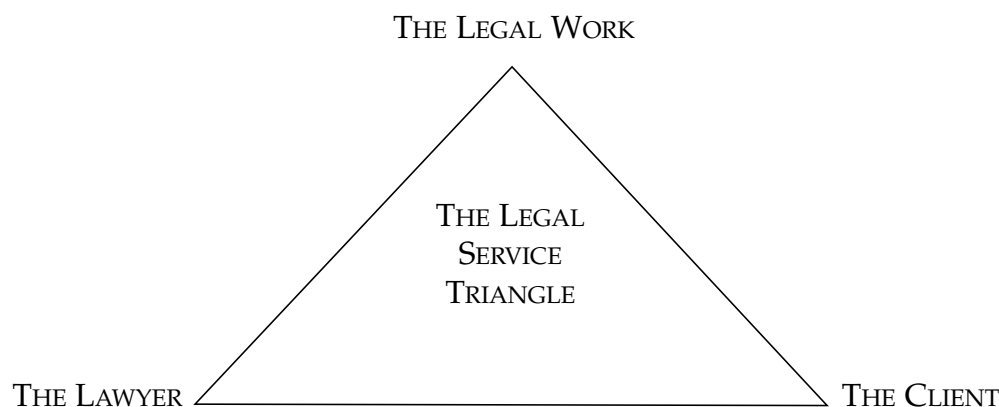 The Legal Work
The Legal
Service
Triangle
The Lawyer
The Client